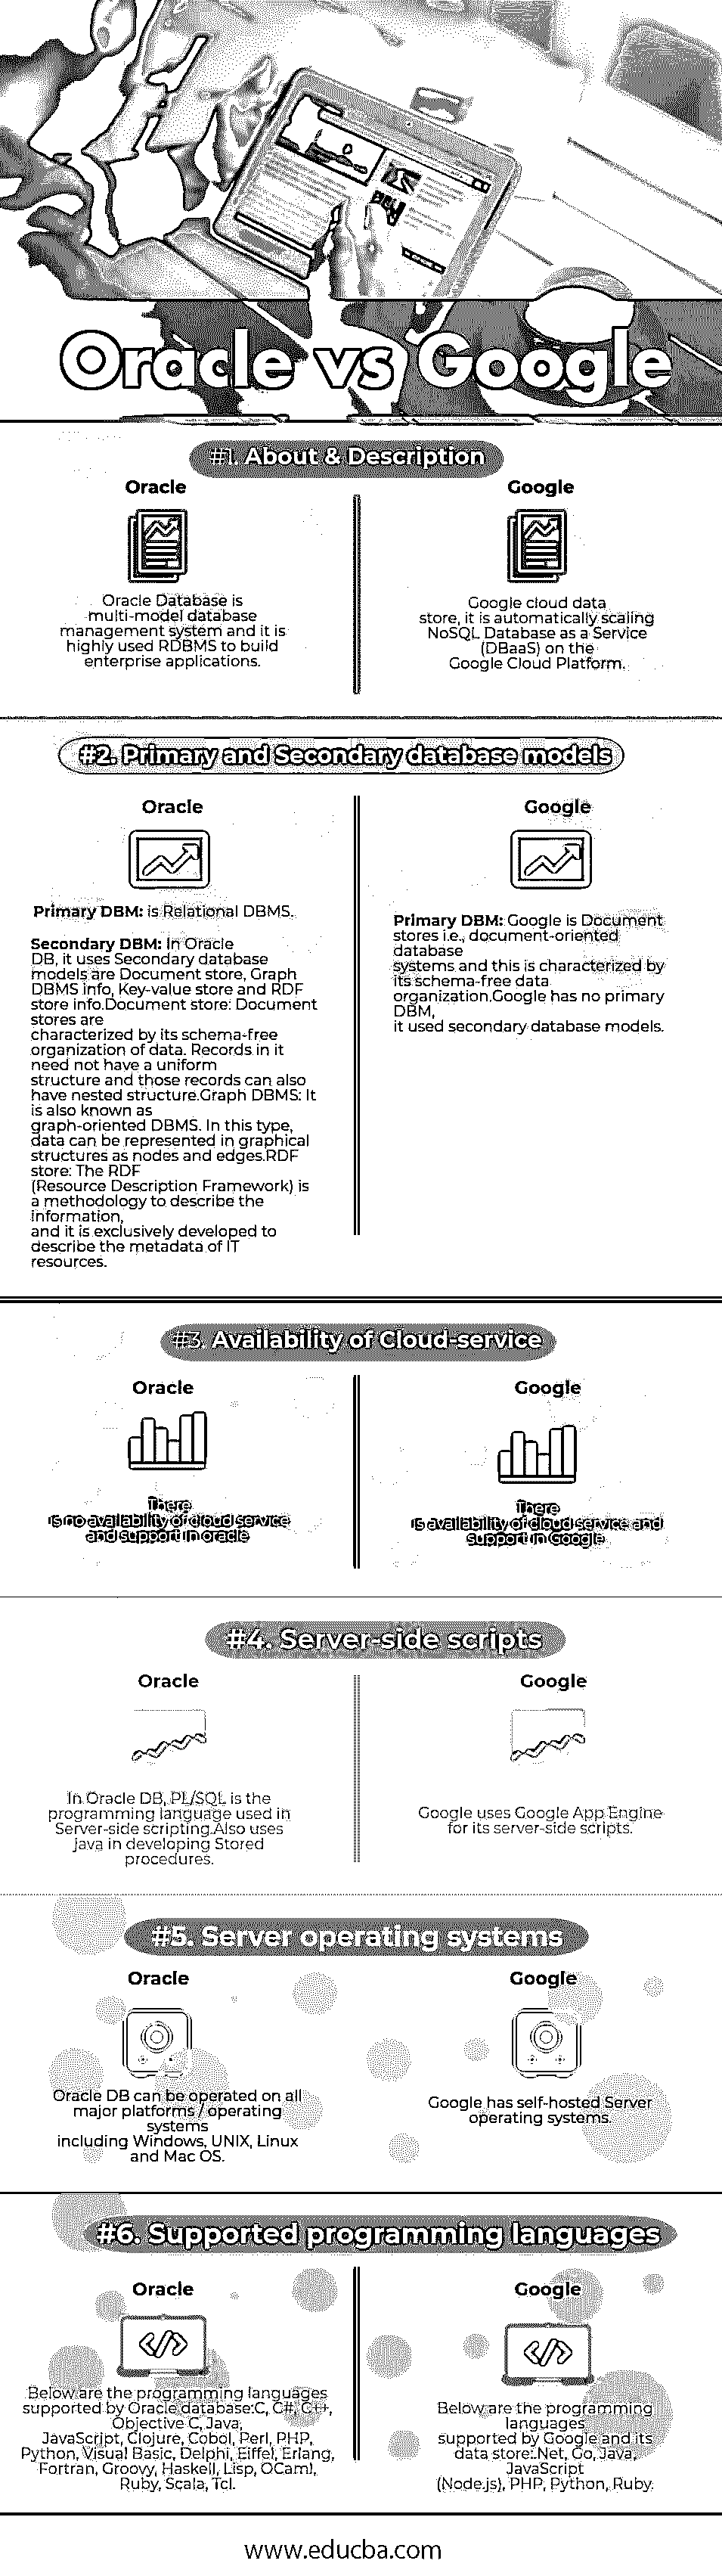 Oracle vs Google
#1. About & Description
Oracle
Oracle Database is
multi-model database
management system and it is
highly used RDBMS to build
enterprise applications.
Google
Google cloud data
store, it is automatically scaling
NoSQL Database as a Service
(DBaaS) on the
Google Cloud Platform.
#2. Primary and Secondary database models
Oracle
Primary DBM: is Relational DBMS.
Secondary DBM: In Oracle
DB, it uses Secondary database
models are Document store, Graph
DBMS info, Key-value store and RDF
store info.Document store: Document
stores are
characterized by its schema-free
organization of data. Records in it
need not have a uniform
structure and those records can also
have nested structure.Graph DBMS: It
is also known as
graph-oriented DBMS. In this type,
data can be represented in graphical
structures as nodes and edges.RDF
store: The RDF
(Resource Description Framework) is
a methodology to describe the
information,
and it is exclusively developed to
describe the metadata of IT
resources.
Google
Primary DBM: Google is Document
stores i.e., document-oriented
database
systems and this is characterized by
its schema-free data
organization.Google has no primary
DBM,
it used secondary database models.
#3. Availability of Cloud-service
Oracle
There
is no availability of cloud service
and support in oracle
Google
There
is availability of cloud service and
support in Google
#4. Server-side scripts
Oracle
In Oracle DB, PL/SQL is the
programming language used in
Server-side scripting.Also uses
java in developing Stored
procedures.
Google
Google uses Google App Engine
for its server-side scripts.
#5. Server operating systems
Oracle
Oracle DB can be operated on all
major platforms / operating
systems
including Windows, UNIX, Linux
and Mac OS.
Google
Google has self-hosted Server
operating systems.
#6. Supported programming languages
Oracle
Below are the programming languages
supported by Oracle database:C, C#, C++,
Objective C, Java,
JavaScript, Clojure, Cobol, Perl, PHP,
Python, Visual Basic, Delphi, Eiffel, Erlang,
Fortran, Groovy, Haskell, Lisp, OCaml,
Ruby, Scala, Tcl.
Google
Below are the programming
languages
supported by Google and its
data store:.Net, Go, Java,
JavaScript
(Node.js), PHP, Python, Ruby.
www.educba.com